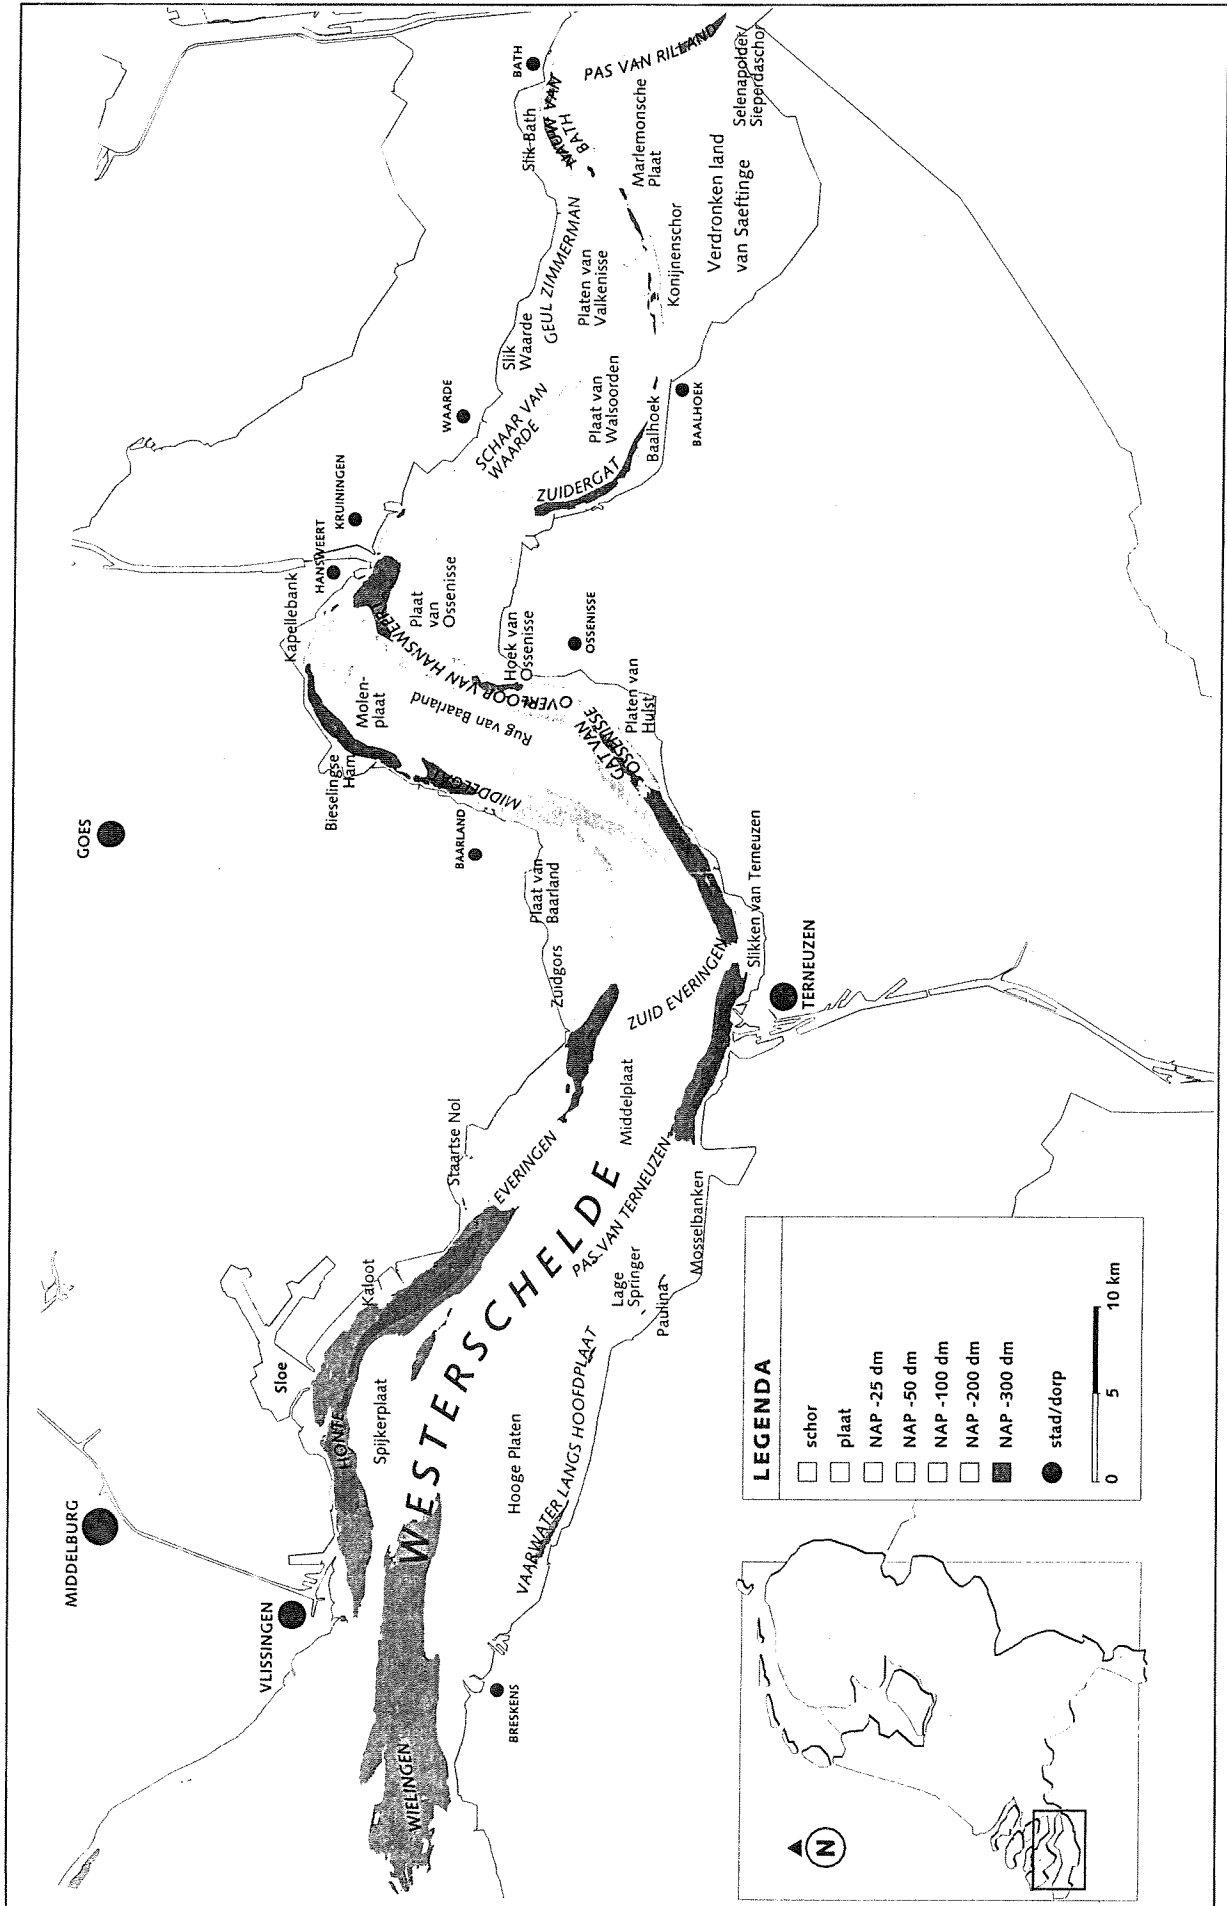 MIDDELBURG
GOES
VLISSINGEN
Sloe
Kaloot
Staartse Nol
Zuidgors
Plaat van
Baarland
BAARLAND
Bieselingse
Ham
Kapellebank
HANSWEERT
KRUININGEN
WAARDE
Slik
Waarde
Slik Bath
BATH
HONTE
Spijkerplaat
EVERINGEN
MIDDELGAT
Molen-
plaat
Rug van Baarland
OVERLOOP VAN HANSWEERT
Plaat
van
Ossenisse
SCHAAR VAN
WAARDE
GEUL ZIMMERMAN
NAUW VAN
BATH
PAS VAN RILLAND
WIELINGEN
WESTERSCHELDE
Hooge Platen
Middelplaat
ZUID EVERINGEN
GAT VAN
OSSENISSE
Hoek van
Ossenisse
OSSENISSE
Platen van
Hulst
ZUIDERGAT
Plaat van
Walsoorden
Platen van
Valkenisse
Marlemonsche
Plaat
BRESKENS
VAARWATER LANGS HOOFDPLAAT
Lage
Springer
Paulina
PAS VAN TERNEUZEN
Mosselbanken
Slikken van Terneuzen
TERNEUZEN
Baalhoek
BAALHOEK
Konijnenschor
Verdronken land
van Saeftinge
Selenapolder/
Sieperdaschor
N
LEGENDA
schor
plaat
NAP -25 dm
NAP -50 dm
NAP -100 dm
NAP -200 dm
NAP -300 dm
stad/dorp
0 5 10 km